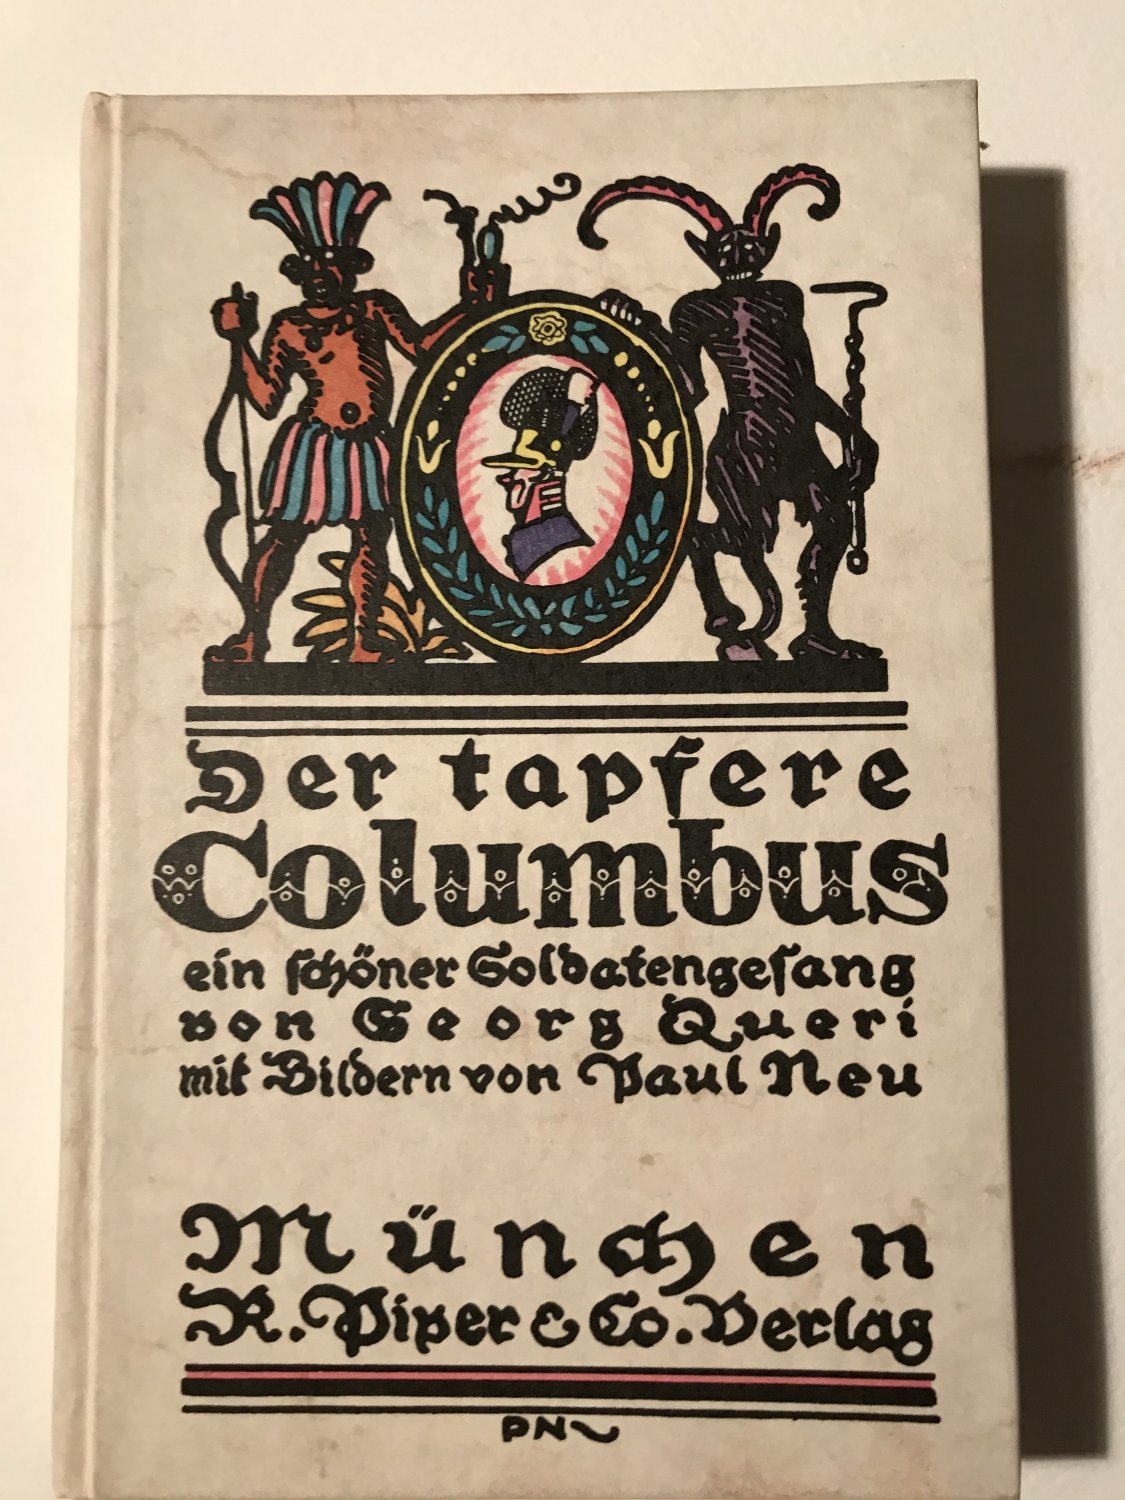 Der tapfere
Columbus
ein schöner Soldatengesang
von Georg Queri
mit Bildern von Paul Neu
München
R. Piper & Co. Verlag
PN